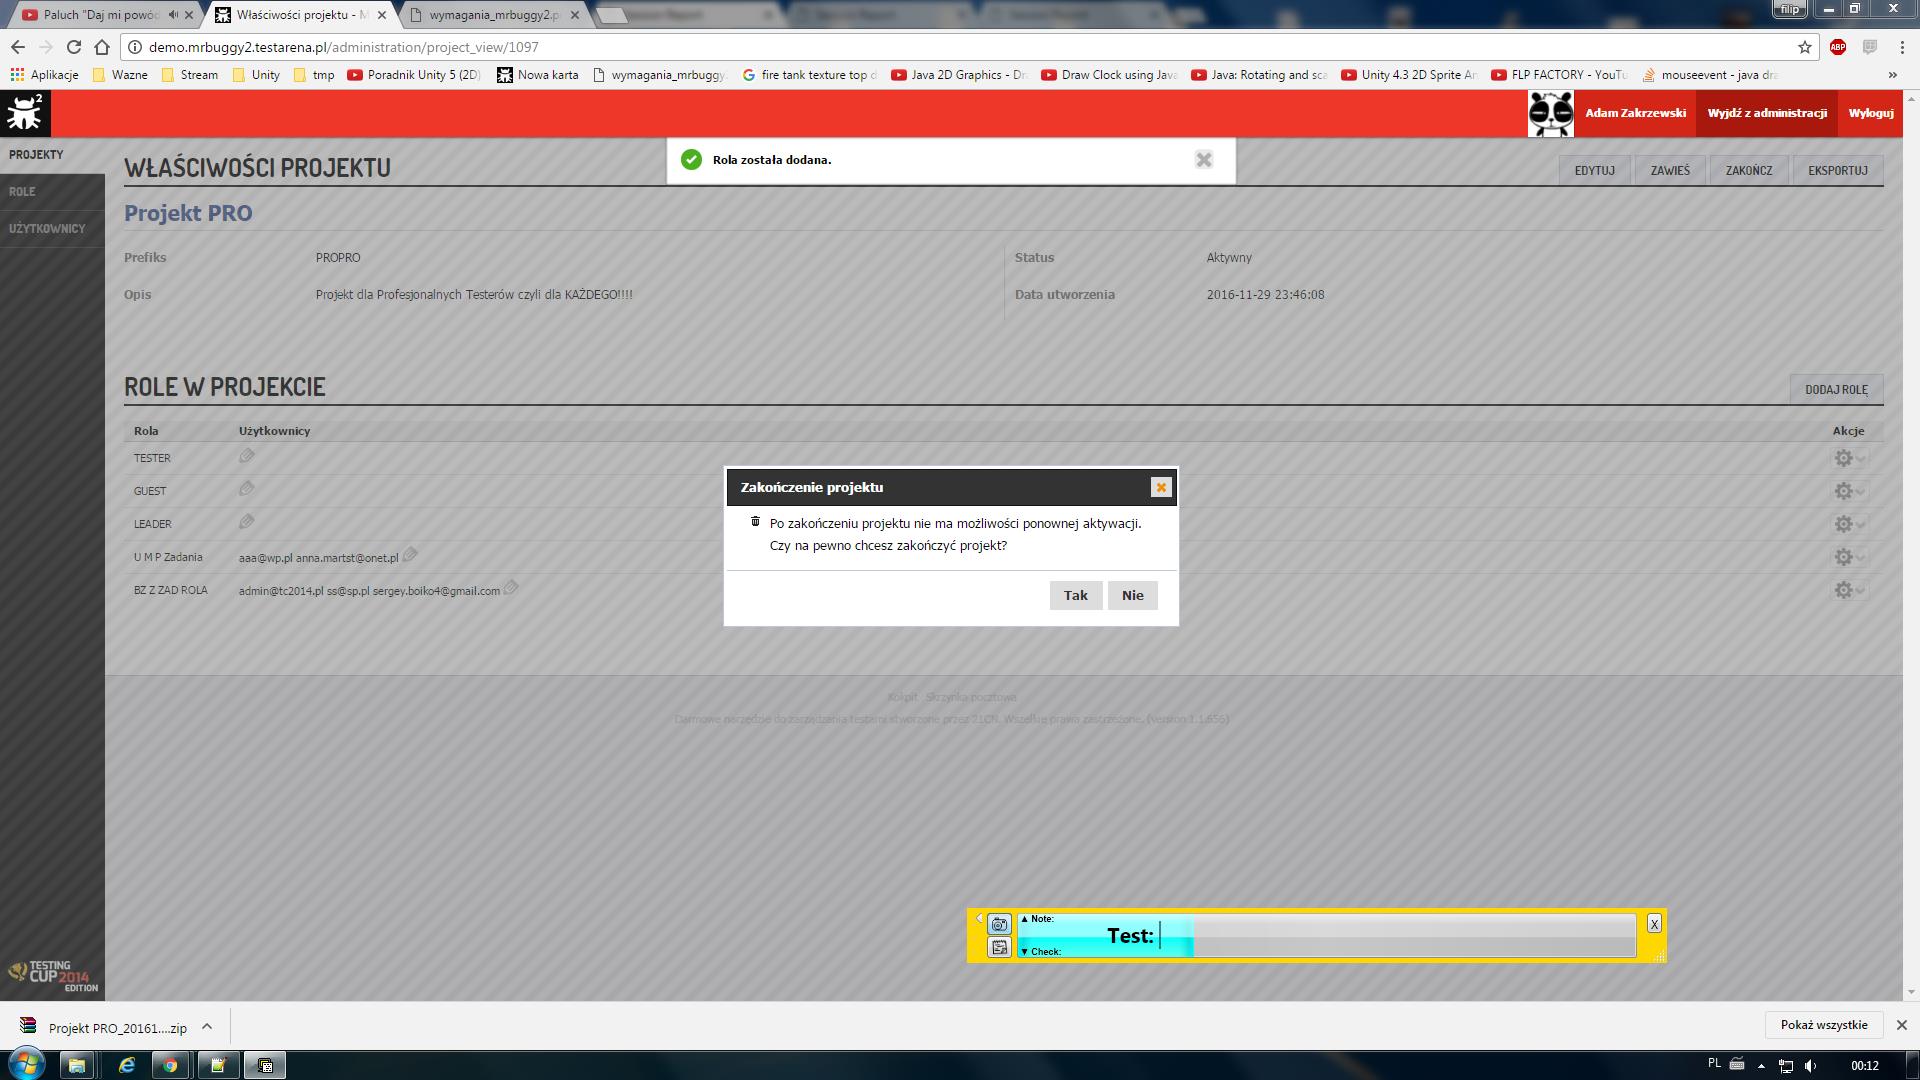 Paluch "Daj mi powód
Właściwości projektu - M
wymagania_mrbuggy2.p
filip
demo.mrbuggy2.testarena.pl/administration/project_view/1097
ABP
Aplikacje
Wazne
Stream
Unity
tmp
Poradnik Unity 5 (2D)
Nowa karta
wymagania_mrbuggy.
fire tank texture top d
Java 2D Graphics - Dr
Draw Clock using Java
Java: Rotating and sca
Unity 4.3 2D Sprite An
FLP FACTORY - YouTu
mouseevent - java dra
»
2
Adam Zakrzewski
Wyjdź z administracji
Wyloguj
PROJEKTY
ROLE
UŻYTKOWNICY
WŁAŚCIWOŚCI PROJEKTU
Rola została dodana.
EDYTUJ
ZAWIEŚ
ZAKOŃCZ
EKSPORTUJ
Projekt PRO
Prefiks
PROPRO
Status
Aktywny
Opis
Projekt dla Profesjonalnych Testerów czyli dla KAŻDEGO!!!!
Data utworzenia
2016-11-29 23:46:08
ROLE W PROJEKCIE
DODAJ ROLĘ
Rola
Użytkownicy
Akcje
TESTER
GUEST
LEADER
U M P Zadania
aaa@wp.pl anna.martst@onet.pl
BZ Z ZAD ROLA
admin@tc2014.pl ss@sp.pl sergey.boiko4@gmail.com
Zakończenie projektu
Po zakończeniu projektu nie ma możliwości ponownej aktywacji.
Czy na pewno chcesz zakończyć projekt?
Tak
Nie
Kokpit Skrzynka pocztowa
Darmowe narzędzie do zarządzania testami stworzone przez 21CN. Wszelkie prawa zastrzeżone. (version 1.1.656)
▲ Note:
Test:
▼ Check:
X
TESTING
CUP 2014
EDITION
Projekt PRO_20161....zip
Pokaż wszystkie
PL
00:12